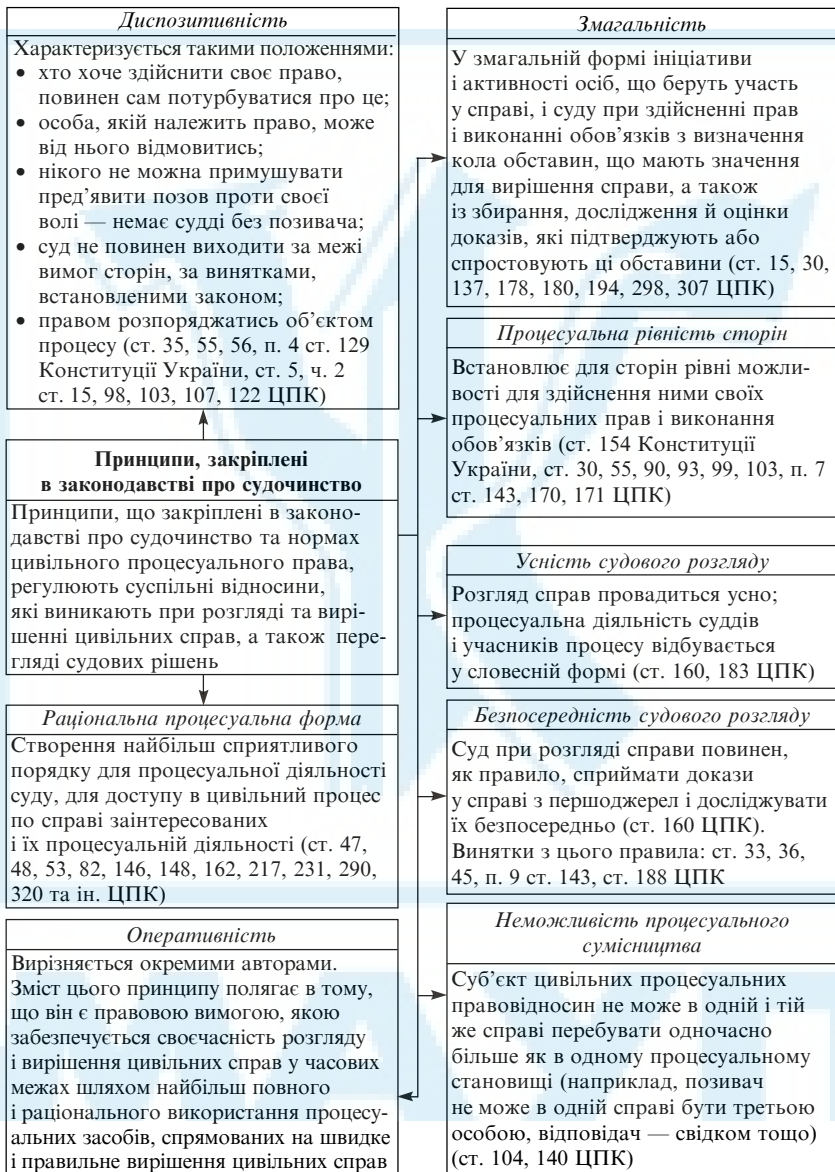 Диспозитивність
Характеризується такими положеннями:
• хто хоче здійснити своє право,
повинен сам потурбуватися про це;
• особа, якій належить право, може
від нього відмовитись;
• нікого не можна примушувати
пред’явити позов проти своєї
волі — немає судді без позивача;
• суд не повинен виходити за межі
вимог сторін, за винятками,
встановленими законом;
• правом розпоряджатись об’єктом
процесу (ст. 35, 55, 56, п. 4 ст. 129
Конституції України, ст. 5, ч. 2
ст. 15, 98, 103, 107, 122 ЦПК)
Принципи, закріплені
в законодавстві про судочинство
Принципи, що закріплені в законо-
давстві про судочинство та нормах
цивільного процесуального права,
регулюють суспільні відносини,
які виникають при розгляді та вирі-
шенні цивільних справ, а також пере-
гляді судових рішень
Раціональна процесуальна форма
Створення найбільш сприятливого
порядку для процесуальної діяльності
суду, для доступу в цивільний процес
по справі заінтересованих
і їх процесуальній діяльності (ст. 47,
48, 53, 82, 146, 148, 162, 217, 231, 290,
320 та ін. ЦПК)
Оперативність
Вирізняється окремими авторами.
Зміст цього принципу полягає в тому,
що він є правовою вимогою, якою
забезпечується своєчасність розгляду
і вирішення цивільних справ у часових
межах шляхом найбільш повного
і раціонального використання процесу-
альних засобів, спрямованих на швидке
і правильне вирішення цивільних справ
Змагальність
У змагальній формі ініціативи
і активності осіб, що беруть участь
у справі, і суду при здійсненні прав
і виконанні обов’язків з визначення
кола обставин, що мають значення
для вирішення справи, а також
із збирання, дослідження й оцінки
доказів, які підтверджують або
спростовують ці обставини (ст. 15, 30,
137, 178, 180, 194, 298, 307 ЦПК)
Процесуальна рівність сторін
Встановлює для сторін рівні можли-
вості для здійснення ними своїх
процесуальних прав і виконання
обов’язків (ст. 154 Конституції
України, ст. 30, 55, 90, 93, 99, 103, п. 7
ст. 143, 170, 171 ЦПК)
Усність судового розгляду
Розгляд справ провадиться усно;
процесуальна діяльність суддів
і учасників процесу відбувається
у словесній формі (ст. 160, 183 ЦПК)
Безпосередність судового розгляду
Суд при розгляді справи повинен,
як правило, сприймати докази
у справі з першоджерел і досліджувати
їх безпосередньо (ст. 160 ЦПК).
Винятки з цього правила: ст. 33, 36,
45, п. 9 ст. 143, ст. 188 ЦПК
Неможливість процесуального
сумісництва
Суб’єкт цивільних процесуальних
правовідносин не може в одній і тій
же справі перебувати одночасно
більше як в одному процесуальному
становищі (наприклад, позивач
не може в одній справі бути третьою
особою, відповідач — свідком тощо)
(ст. 104, 140 ЦПК)
МАУП